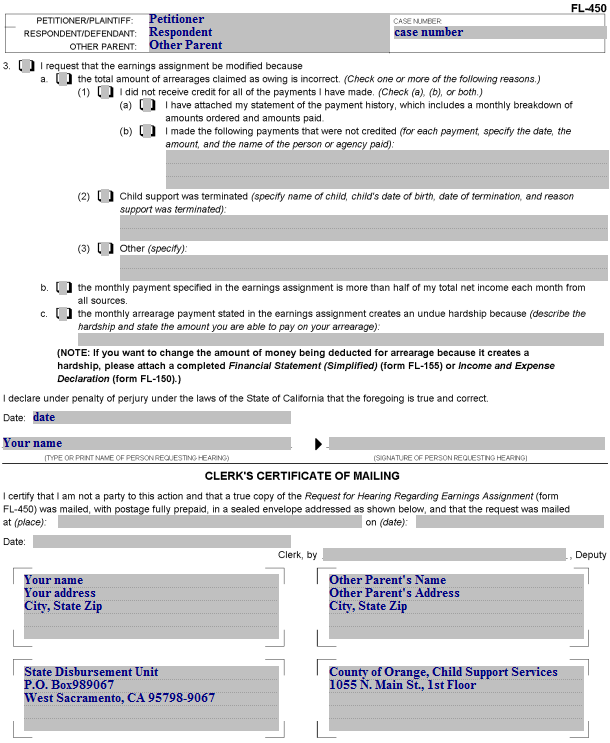 FL-450
PETITIONER/PLAINTIFF: Petitioner
CASE NUMBER:
RESPONDENT/DEFENDANT: Respondent
case number
OTHER PARENT: Other Parent
3. I request that the earnings assignment be modified because
a. the total amount of arrearages claimed as owing is incorrect. (Check one or more of the following reasons.)
(1) I did not receive credit for all of the payments I have made. (Check (a), (b), or both.)
(a) I have attached my statement of the payment history, which includes a monthly breakdown of
amounts ordered and amounts paid.
(b) I made the following payments that were not credited (for each payment, specify the date, the
amount, and the name of the person or agency paid):
(2) Child support was terminated (specify name of child, child's date of birth, date of termination, and reason
support was terminated):
(3) Other (specify):
b. the monthly payment specified in the earnings assignment is more than half of my total net income each month from
all sources.
c. the monthly arrearage payment stated in the earnings assignment creates an undue hardship because (describe the
hardship and state the amount you are able to pay on your arrearage):
(NOTE: If you want to change the amount of money being deducted for arrearage because it creates a
hardship, please attach a completed Financial Statement (Simplified) (form FL-155) or Income and Expense
Declaration (form FL-150).)
I declare under penalty of perjury under the laws of the State of California that the foregoing is true and correct.
Date: date
Your name
(TYPE OR PRINT NAME OF PERSON REQUESTING HEARING)
(SIGNATURE OF PERSON REQUESTING HEARING)
CLERK'S CERTIFICATE OF MAILING
I certify that I am not a party to this action and that a true copy of the Request for Hearing Regarding Earnings Assignment (form
FL-450) was mailed, with postage fully prepaid, in a sealed envelope addressed as shown below, and that the request was mailed
at (place): on (date):
Date:
Clerk, by , Deputy
Your name
Your address
City, State Zip
Other Parent's Name
Other Parent's Address
City, State Zip
State Disbursement Unit
P.O. Box989067
West Sacramento, CA 95798-9067
County of Orange, Child Support Services
1055 N. Main St., 1st Floor